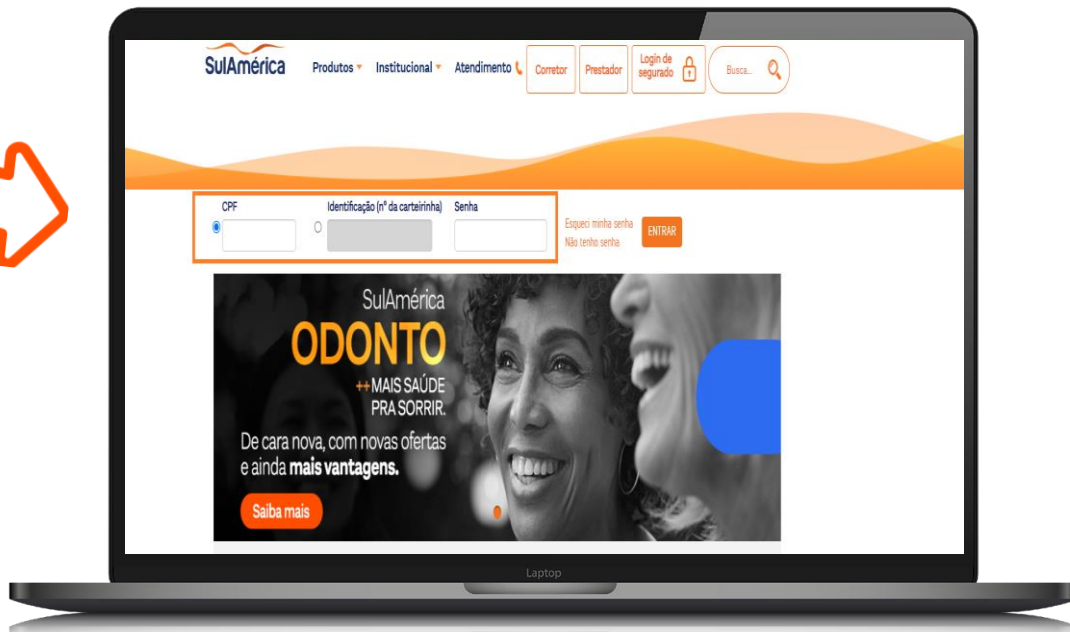 SulAmérica
Produtos
Institucional
Atendimento
Corretor
Prestador
Login de
segurado
Busca...
CPF
Identificação (nº da carteirinha)
Senha
Esqueci minha senha
Não tenho senha
ENTRAR
SulAmérica
ODONTO
++MAIS SAÚDE
PRA SORRIR.
De cara nova, com novas ofertas
e ainda mais vantagens.
Saiba mais
Laptop